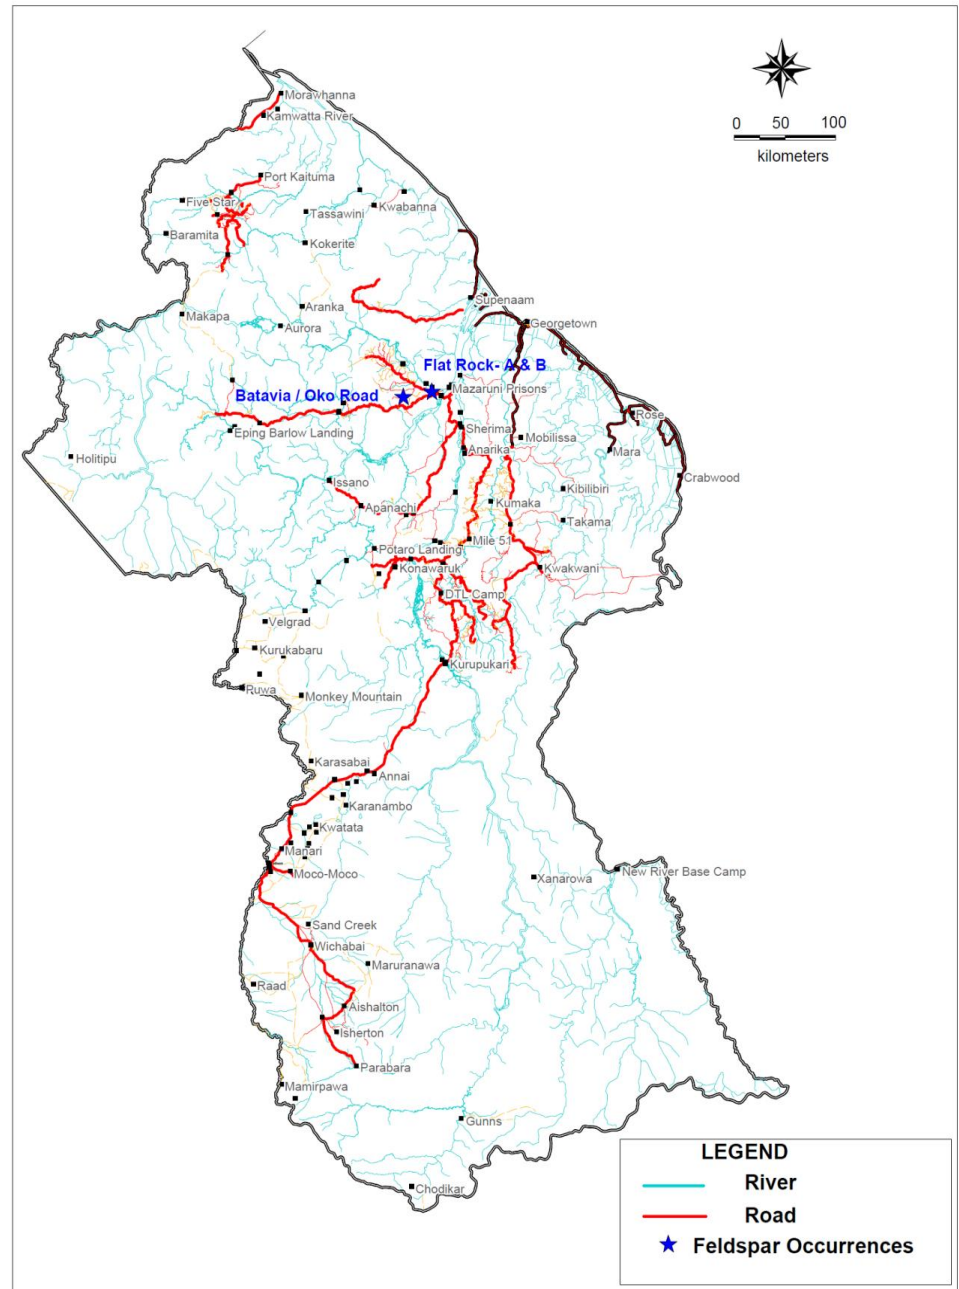 Morawhanna
Kamwatta River
0 50 100
kilometers
Port Kaituma
Five Star
Kwabanna
Tassawini
Baramita
Kokerite
Supenaam
Aranka
Makapa
Georgetown
Aurora
Flat Rock- A & B
Mazaruni Prisons
Batavia / Oko Road
Rose
Sherima
Eping Barlow Landing
Mobilissa
Anarika
Mara
Holitipu
Crabwood
Issano
Kibilibiri
Kumaka
Apanachi
Takama
Mile 51
Potaro Landing
Konawaruk
Kwakwani
DTL Camp
Velgrad
Kurukabaru
Kurupukari
Puwa
Monkey Mountain
Karasabai
Annai
Karanambo
Kwatata
Manari
Moco-Moco
New River Base Camp
Xanarowa
Sand Creek
Wichabai
Maruranawa
Raad
Aishalton
Isherton
Parabara
Mamirpawa
Gunns
Chodikar
LEGEND
River
Road
Feldspar Occurrences